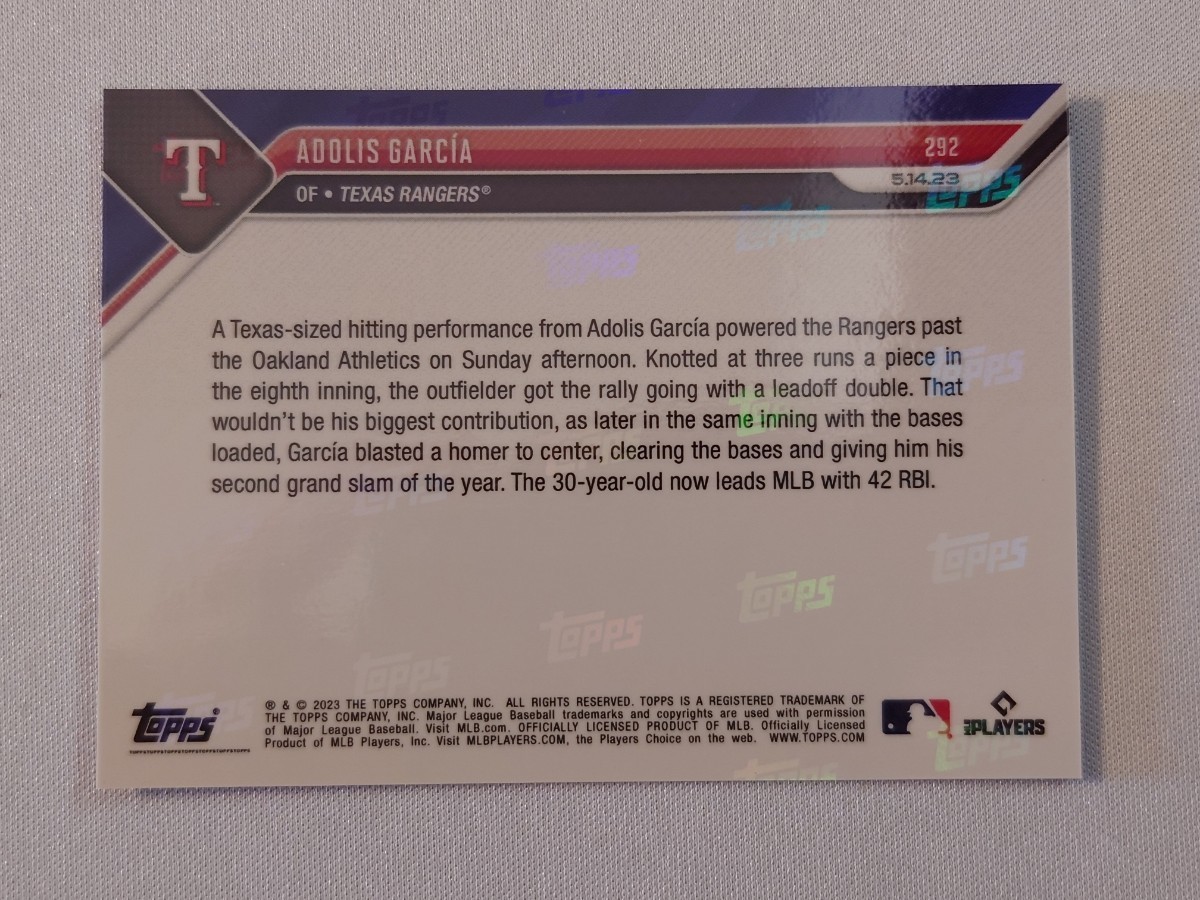 T
ADOLIS GARCÍA
292
OF • TEXAS RANGERS®
5.14.23
A Texas-sized hitting performance from Adolis García powered the Rangers past
the Oakland Athletics on Sunday afternoon. Knotted at three runs a piece in
the eighth inning, the outfielder got the rally going with a leadoff double. That
wouldn't be his biggest contribution, as later in the same inning with the bases
loaded, García blasted a homer to center, clearing the bases and giving him his
second grand slam of the year. The 30-year-old now leads MLB with 42 RBI.
Topps®
® & © 2023 THE TOPPS COMPANY, INC. ALL RIGHTS RESERVED. TOPPS IS A REGISTERED TRADEMARK OF
THE TOPPS COMPANY, INC. Major League Baseball trademarks and copyrights are used with permission
of Major League Baseball. Visit MLB.com. OFFICIALLY LICENSED PRODUCT OF MLB. Officially Licensed
Product of MLB Players, Inc. Visit MLBPLAYERS.COM, the Players Choice on the web. WWW.TOPPS.COM
PLAYERS